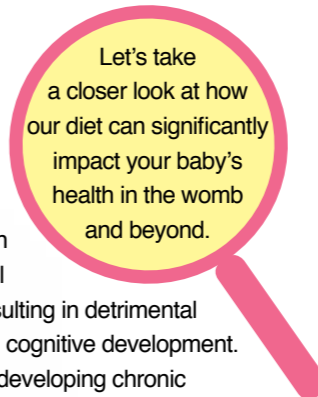 Let’s take
a closer look at how
our diet can significantly
impact your baby’s
health in the womb
and beyond.
in detrimental
cognitive development.
developing chronic